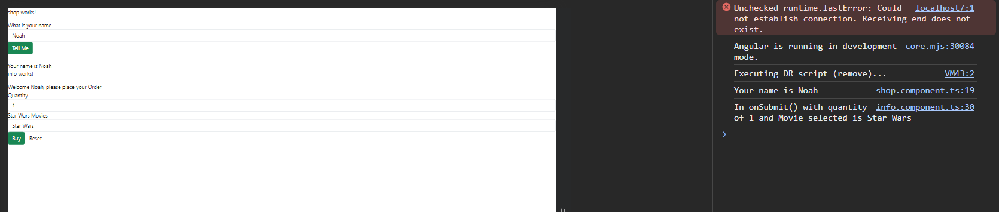 shop works!
What is your name
Noah
Tell Me
Your name is Noah
info works!
Welcome Noah, please place your Order
Quantity
1
Star Wars Movies
Star Wars
Buy Reset
Unchecked runtime.lastError: Could localhost/:1
not establish connection. Receiving end does not
exist.
Angular is running in development core.mjs:30084
mode.
Executing DR script (remove)... VM43:2
Your name is Noah shop.component.ts:19
In onSubmit() with quantity info.component.ts:30
of 1 and Movie selected is Star Wars